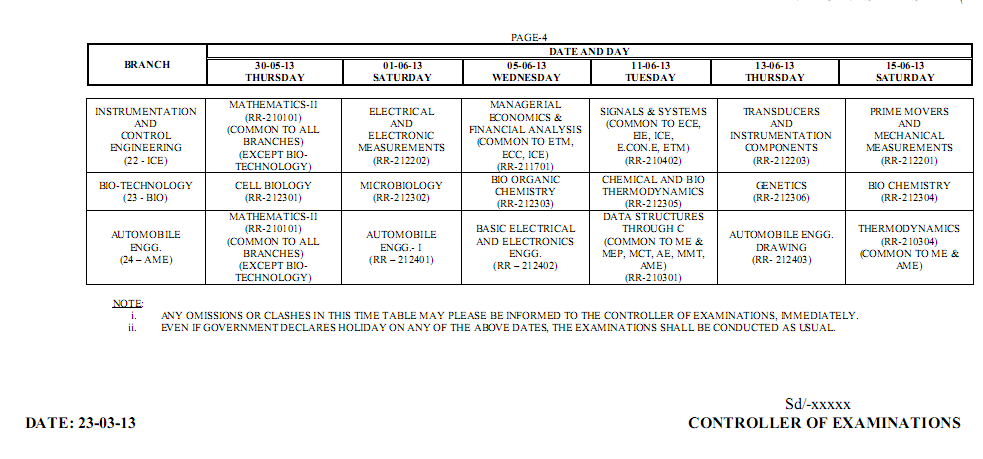 PAGE-4
DATE AND DAY
BRANCH
30-05-13 THURSDAY
01-06-13 SATURDAY
05-06-13 WEDNESDAY
11-06-13 TUESDAY
13-06-13 THURSDAY
15-06-13 SATURDAY
INSTRUMENTATION
AND
CONTROL
ENGINEERING
(22 - ICE)
MATHEMATICS-II
(RR-210101)
(COMMON TO ALL
BRANCHES)
(EXCEPT BIO-
TECHNOLOGY)
ELECTRICAL
AND
ELECTRONIC
MEASUREMENTS
(RR-212202)
MANAGERIAL
ECONOMICS &
FINANCIAL ANALYSIS
(COMMON TO ETM,
ECC, ICE)
(RR-211701)
SIGNALS & SYSTEMS
(COMMON TO ECE,
EIE, ICE,
E.CON.E, ETM)
(RR-210402)
TRANSDUCERS
AND
INSTRUMENTATION
COMPONENTS
(RR-212203)
PRIME MOVERS
AND
MECHANICAL
MEASUREMENTS
(RR-212201)
BIO-TECHNOLOGY
(23 - BIO)
CELL BIOLOGY
(RR-212301)
MICROBIOLOGY
(RR-212302)
BIO ORGANIC
CHEMISTRY
(RR-212303)
CHEMICAL AND BIO
THERMODYNAMICS
(RR-212305)
GENETICS
(RR-212306)
BIO CHEMISTRY
(RR-212304)
AUTOMOBILE
ENGG.
(24 – AME)
MATHEMATICS-II
(RR-210101)
(COMMON TO ALL
BRANCHES)
(EXCEPT BIO-
TECHNOLOGY)
AUTOMOBILE
ENGG.- I
(RR – 212401)
BASIC ELECTRICAL
AND ELECTRONICS
ENGG.
(RR – 212402)
DATA STRUCTURES
THROUGH C
(COMMON TO ME &
MEP, MCT, AE, MMT,
AME)
(RR-210301)
AUTOMOBILE ENGG.
DRAWING
(RR- 212403)
THERMODYNAMICS
(RR-210304)
(COMMON TO ME &
AME)
NOTE:
i. ANY OMISSIONS OR CLASHES IN THIS TIME TABLE MAY PLEASE BE INFORMED TO THE CONTROLLER OF EXAMINATIONS, IMMEDIATELY.
ii. EVEN IF GOVERNMENT DECLARES HOLIDAY ON ANY OF THE ABOVE DATES, THE EXAMINATIONS SHALL BE CONDUCTED AS USUAL.
Sd/-xxxxx
DATE: 23-03-13
CONTROLLER OF EXAMINATIONS